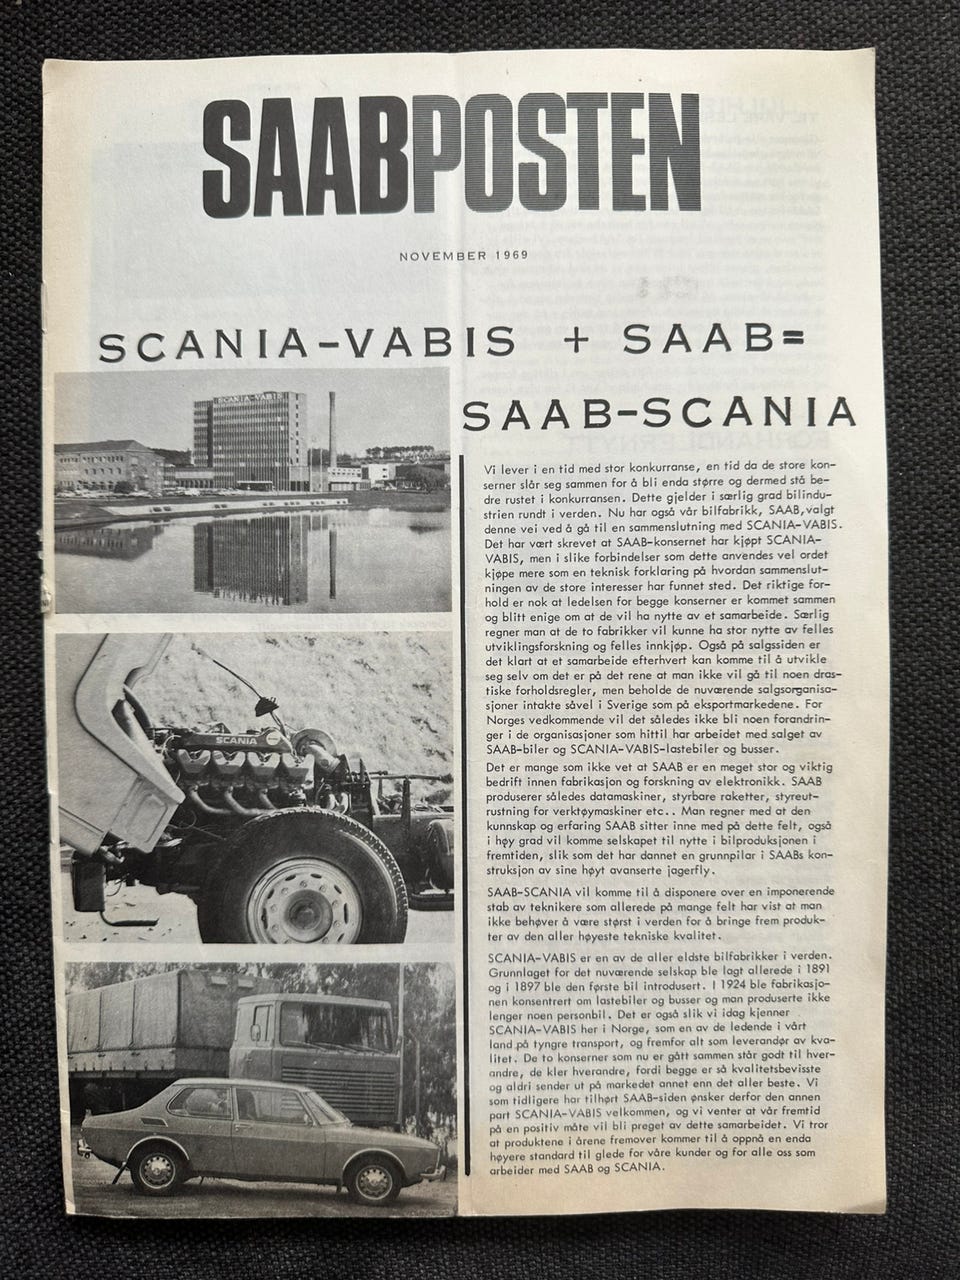 SAABPOSTEN
NOVEMBER 1969
SCANIA-VABIS + SAAB=
SAAB-SCANIA
SCANIA-VABIS
SCANIA
Vi lever i en tid med stor konkurranse, en tid da de store kon-
serner slår seg sammen for å bli enda større og dermed stå be-
dre rustet i konkurransen. Dette gjelder i særlig grad bilindu-
strien rundt i verden. Nu har også vår bilfabrikk, SAAB,valgt
denne vei ved å gå til en sammenslutning med SCANIA-VABIS.
Det har vært skrevet at SAAB-konsernet har kjøpt SCANIA-
VABIS, men i slike forbindelser som dette anvendes vel ordet
kjøpe mere som en teknisk forklaring på hvordan sammenslut-
ningen av de store interesser har funnet sted. Det riktige for-
hold er nok at ledelsen for begge konserner er kommet sammen
og blitt enige om at de vil ha nytte av et samarbeide. Særlig
regner man at de to fabrikker vil kunne ha stor nytte av felles
utviklingsforskning og felles innkjøp. Også på salgssiden er
det klart at et samarbeide efterhvert kan komme til å utvikle
seg selv om det er på det rene at man ikke vil gå til noen dras-
tiske forholdsregler, men beholde de nuværende salgsorganisa-
sjoner intakte såvel i Sverige som på eksportmarkedene. For
Norges vedkommende vil det således ikke bli noen forandrin-
ger i de organisasjoner som hittil har arbeidet med salget av
SAAB-biler og SCANIA-VABIS-lastebiler og busser.
Det er mange som ikke vet at SAAB er en meget stor og viktig
bedrift innen fabrikasjon og forskning av elektronikk. SAAB
produserer således datamaskiner, styrbare raketter, styreut-
rustning for verktøymaskiner etc.. Man regner med at den
kunnskap og erfaring SAAB sitter inne med på dette felt, også
i høy grad vil komme selskapet til nytte i bilproduksjonen i
fremtiden, slik som det har dannet en grunnpilar i SAABs kon-
struksjon av sine høyt avanserte jagerfly.
SAAB-SCANIA vil komme til å disponere over en imponerende
stab av teknikere som allerede på mange felt har vist at man
ikke behøver å være størst i verden for å bringe frem produk-
ter av den aller høyeste tekniske kvalitet.
SCANIA-VABIS er en av de aller eldste bilfabrikker i verden.
Grunnlaget for det nuværende selskap ble lagt allerede i 1891
og i 1897 ble den første bil introdusert. I 1924 ble fabrikasjo-
nen konsentrert om lastebiler og busser og man produserte ikke
lenger noen personbil. Det er også slik vi idag kjenner
SCANIA-VABIS her i Norge, som en av de ledende i vårt
land på tyngre transport, og fremfor alt som leverandør av kva-
litet. De to konserner som nu er gått sammen står godt til hver-
andre, de kler hverandre, fordi begge er så kvalitetsbevisste
og aldri sender ut på markedet annet enn det aller beste. Vi
som tidligere har tilhørt SAAB-siden ønsker derfor den annen
part SCANIA-VABIS velkommen, og vi venter at vår fremtid
på en positiv måte vil bli preget av dette samarbeidet. Vi tror
at produktene i årene fremover kommer til å oppnå en enda
høyere standard til glede for våre kunder og for alle oss som
arbeider med SAAB og SCANIA.